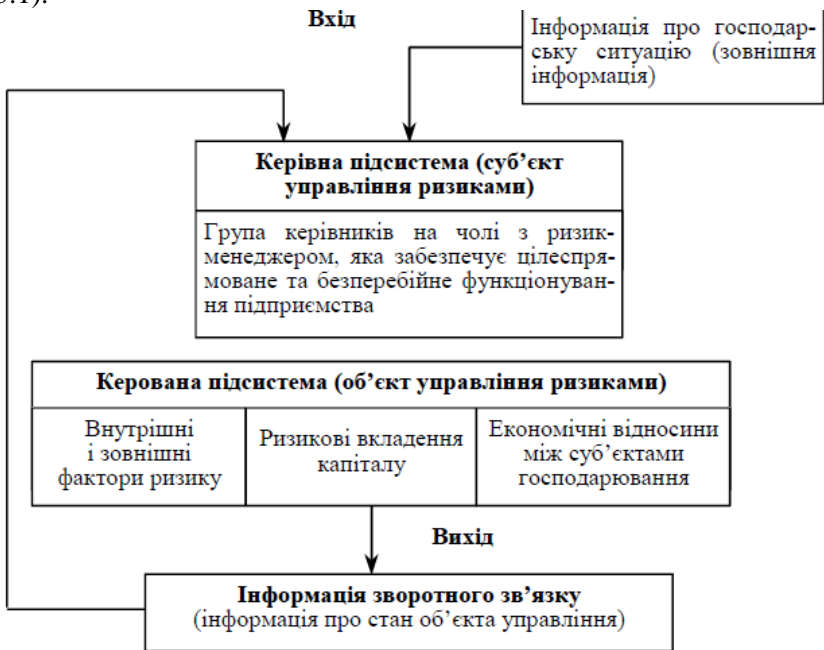 Вхід
Інформація про господар-
ську ситуацію (зовнішня
інформація)
Керівна підсистема (суб’єкт
управління ризиками)
Група керівників на чолі з ризик-
менеджером, яка забезпечує цілеспря-
моване та безперебійне функціонуван-
ня підприємства
Керована підсистема (об’єкт управління ризиками)
Внутрішні
і зовнішні
фактори ризику
Ризикові вкладення
капіталу
Економічні відносини
між суб’єктами
господарювання
Вихід
Інформація зворотного зв’язку
(інформація про стан об’єкта управління)